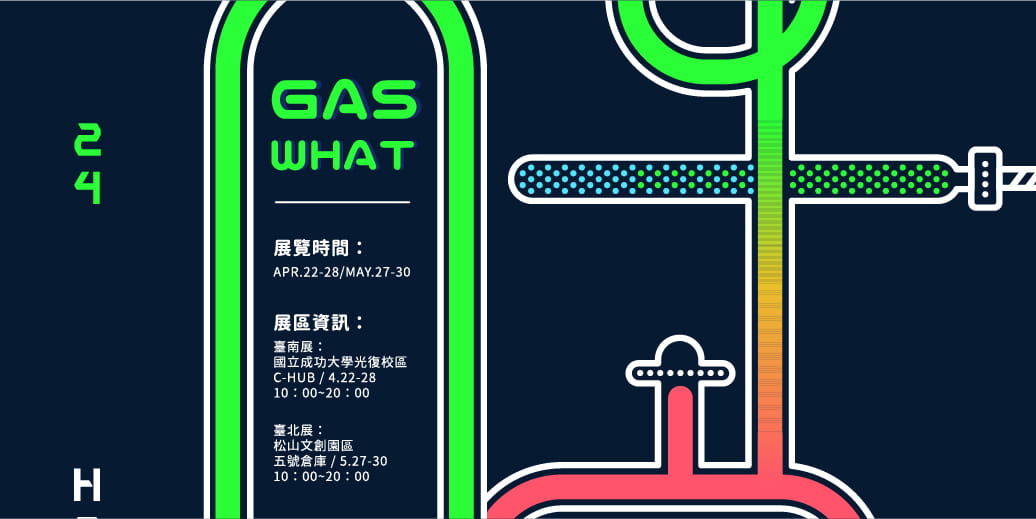 GAS
WHAT
展覽時間：
APR.22-28/MAY.27-30
展區資訊：
臺南展：
國立成功大學光復校區
C-HUB / 4.22-28
10：00~20：00
臺北展：
松山文創園區
五號倉庫 / 5.27-30
10：00~20：00
2
4
H